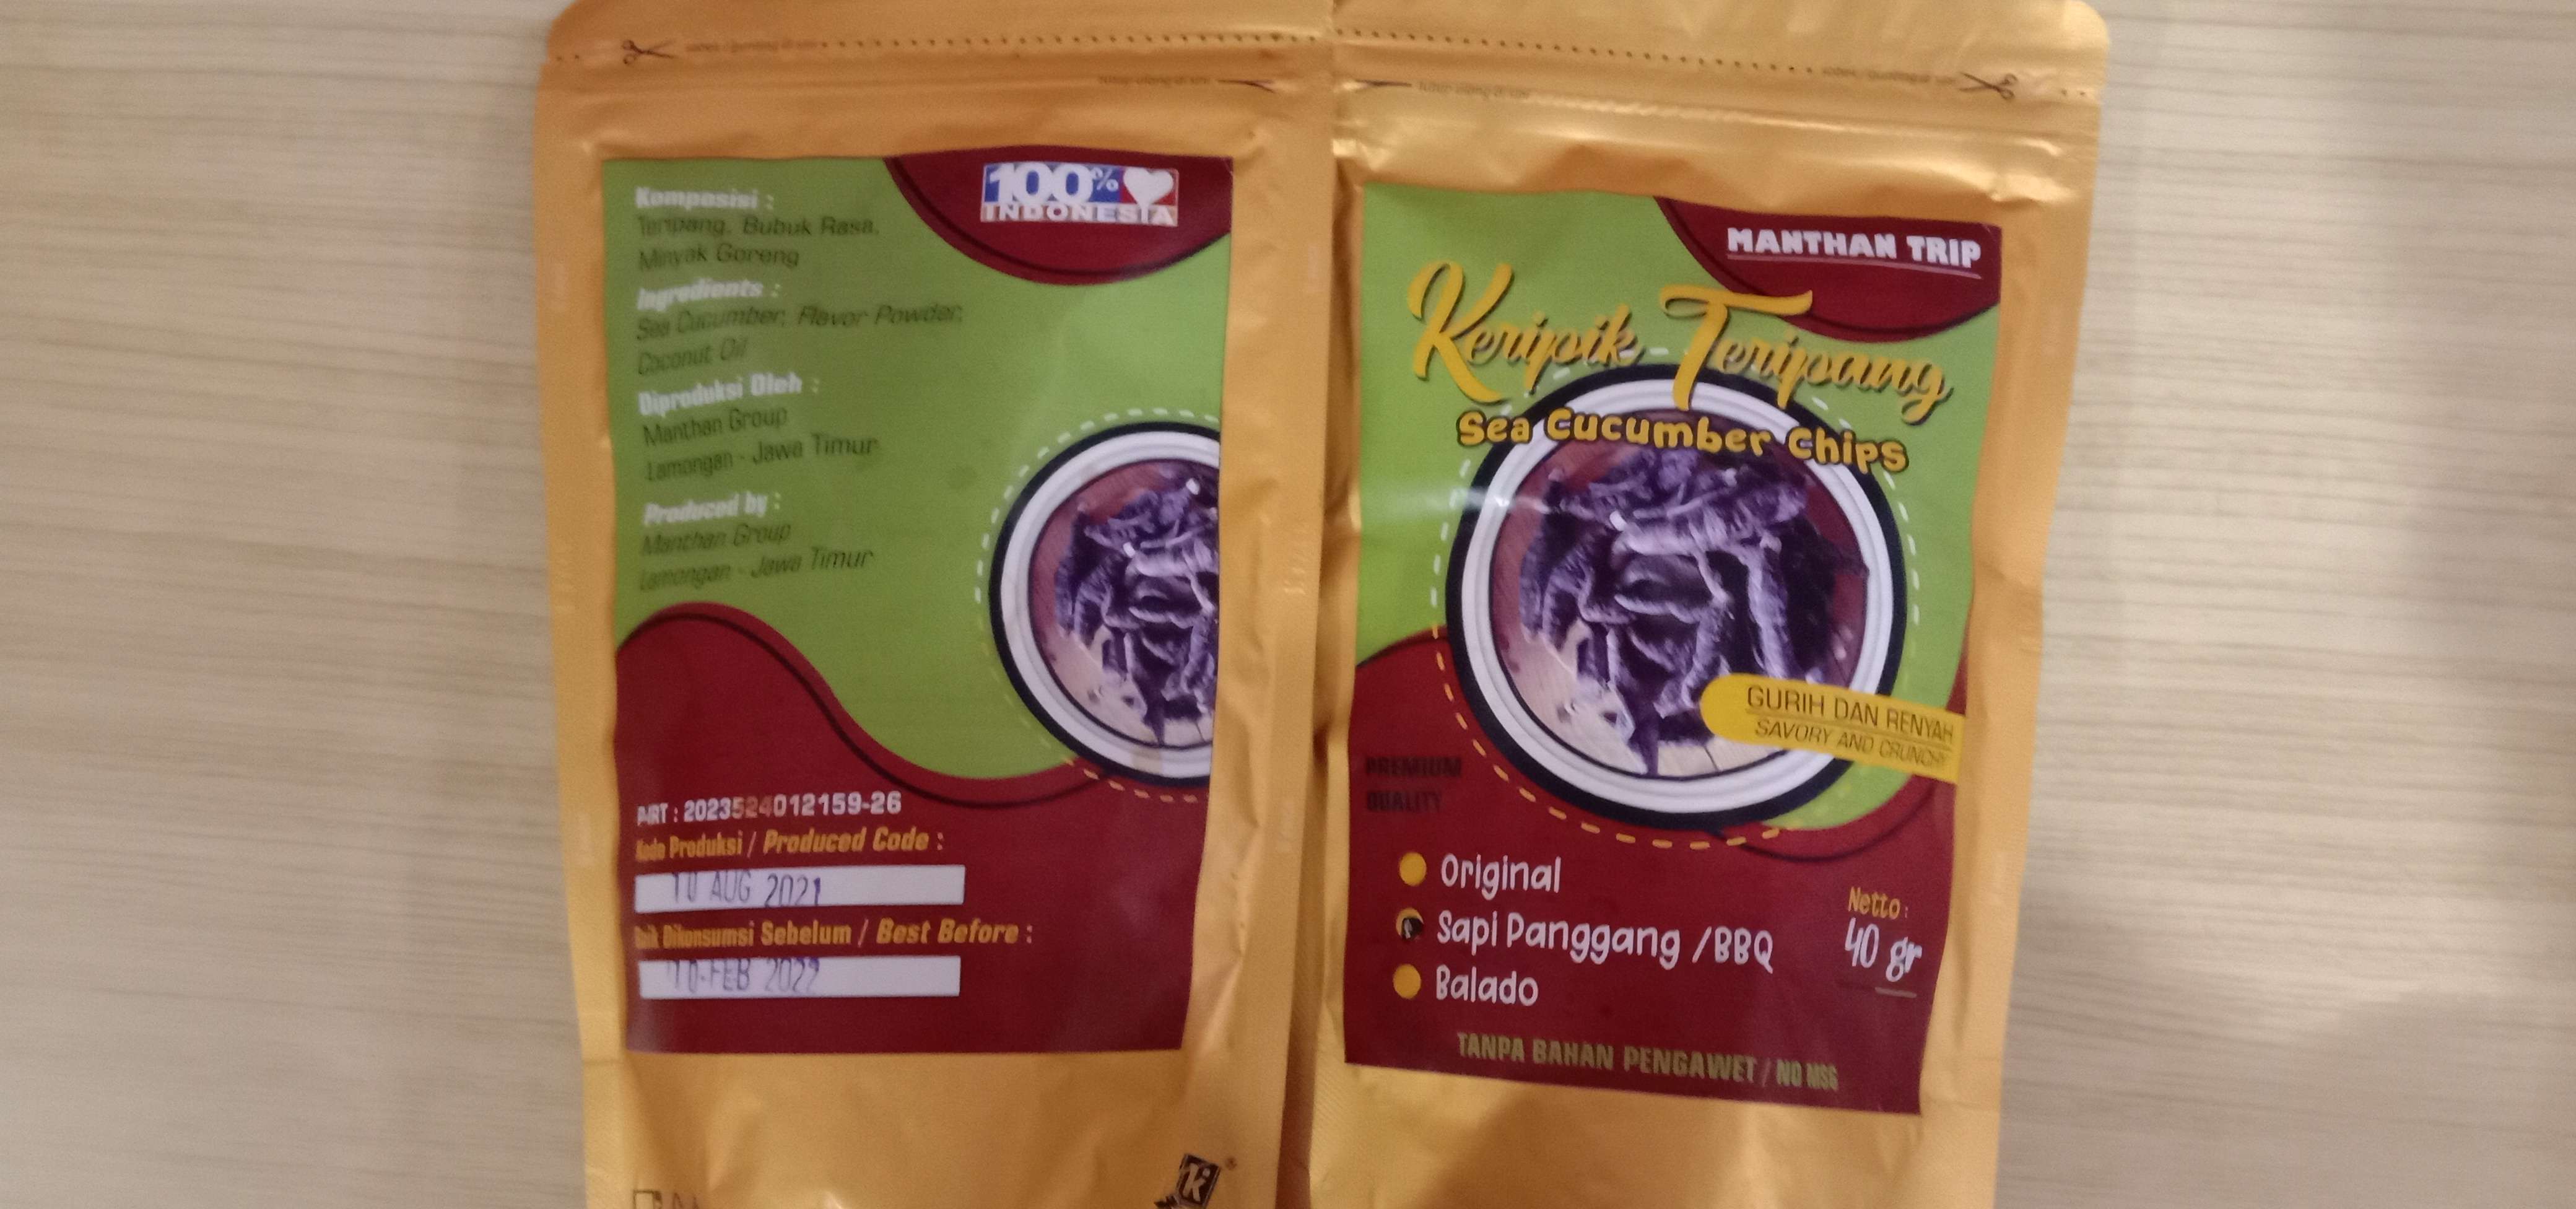 100%
INDONESIA
Komposisi :
Teripang, Bubuk Rasa,
Minyak Goreng
Ingredients :
Sea Cucumber, Flavor Powder,
Coconut Oil
Diproduksi Oleh :
Manthan Group
Lamongan - Jawa Timur
Produced by :
Manthan Group
Lamongan - Jawa Timur
P-IRT : 2023524012159-26
Kode Produksi / Produced Code :
10 AUG 2021
Baik Dikonsumsi Sebelum / Best Before :
10 FEB 2022
MANTHAN TRIP
Keripik Teripang
Sea Cucumber Chips
GURIH DAN RENYAH
SAVORY AND CRUNCHY
PREMIUM
QUALITY
Original
Sapi Panggang /BBQ
Balado
Netto :
40 gr
TANPA BAHAN PENGAWET / NO MSG